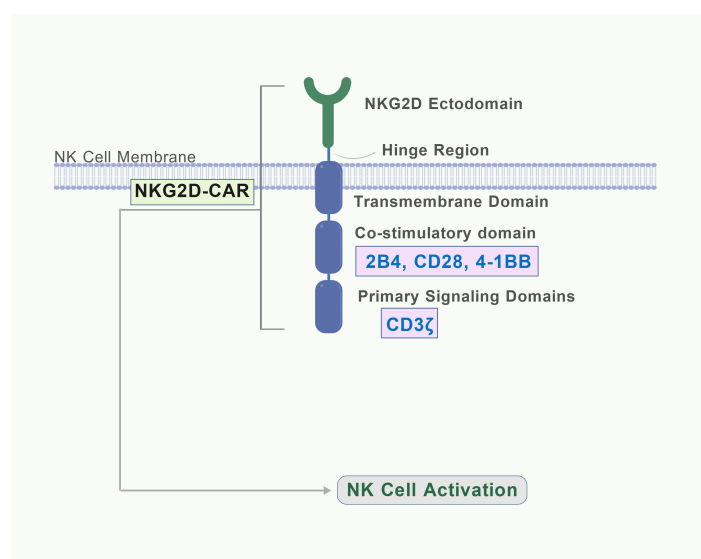 NKG2D Ectodomain
Hinge Region
NK Cell Membrane
NKG2D-CAR
Transmembrane Domain
Co-stimulatory domain
2B4, CD28, 4-1BB
Primary Signaling Domains
CD3ζ
NK Cell Activation